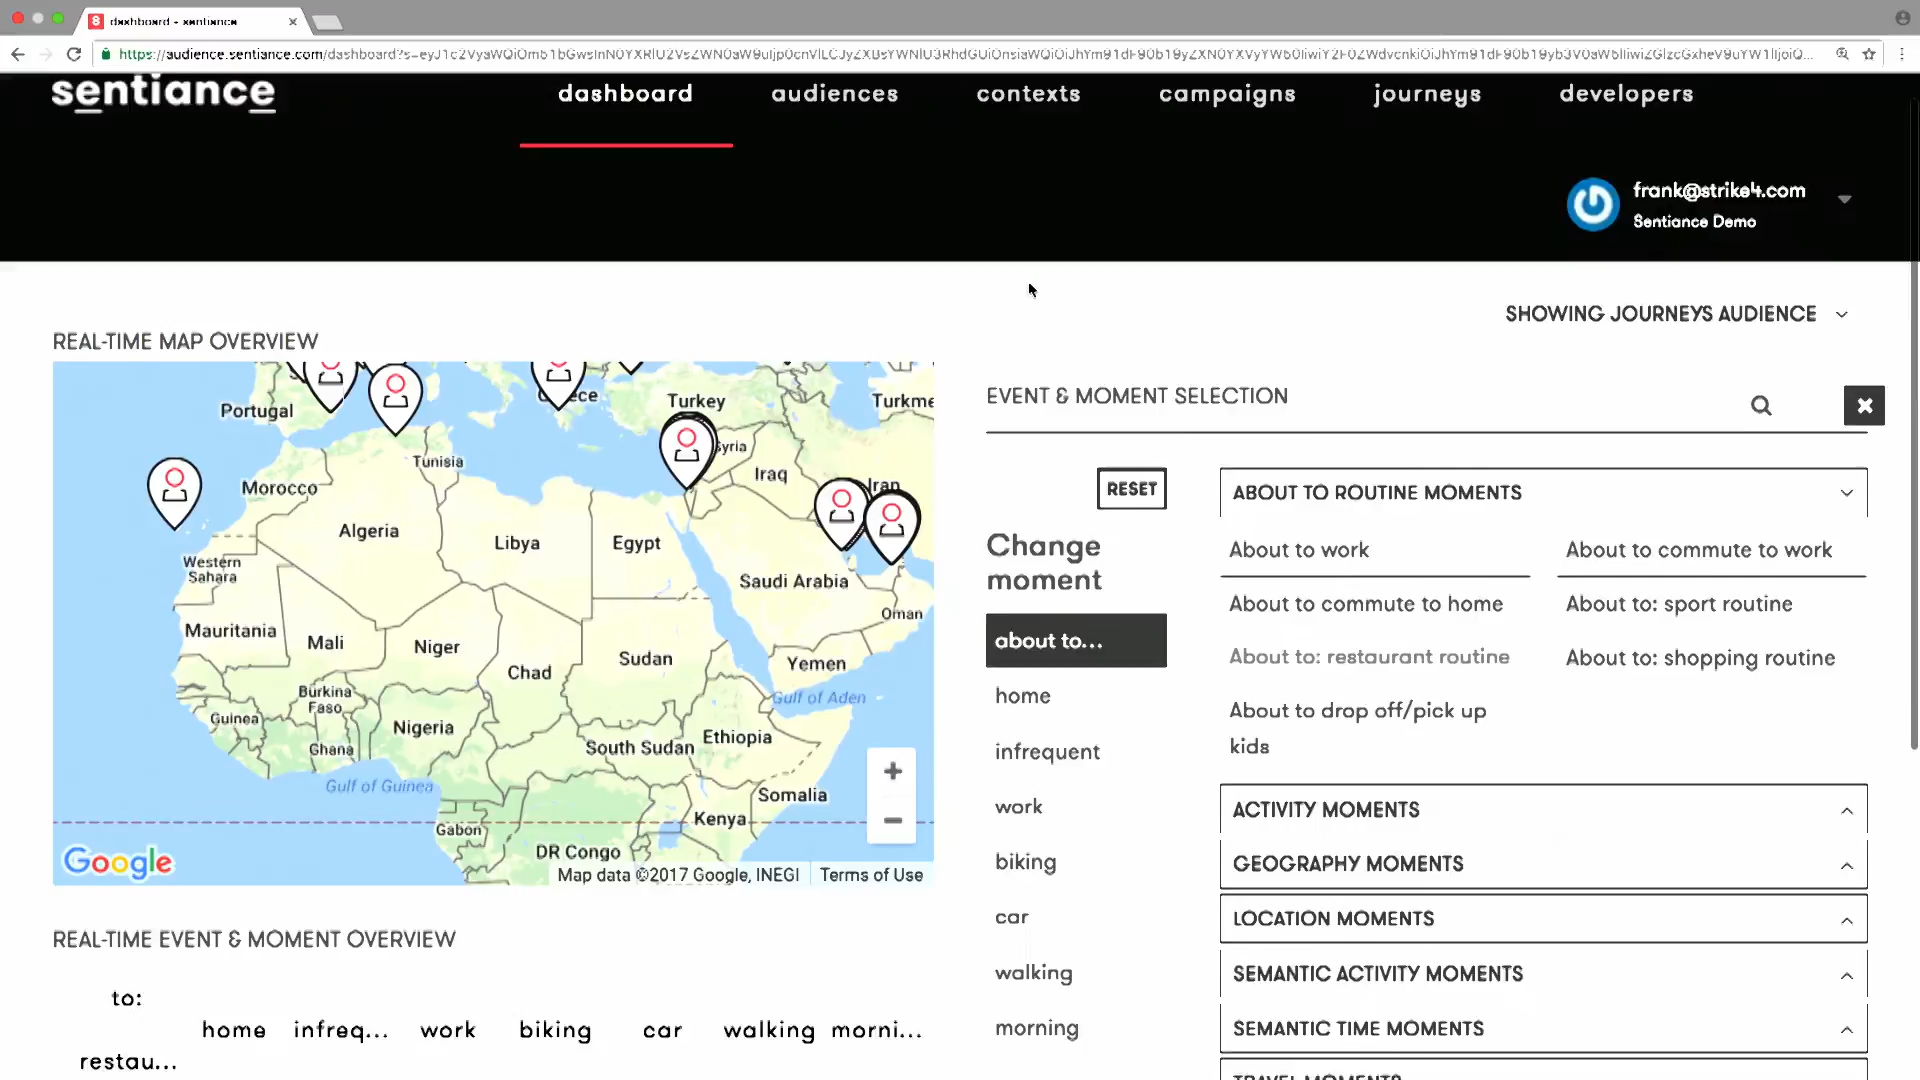 dashboard - sentiance
sentiance
dashboard
audiences
contexts
campaigns
journeys
developers
frank@strike4.com
Sentiance Demo
SHOWING JOURNEYS AUDIENCE
REAL-TIME MAP OVERVIEW
Portugal
Turkey
Turkme
Syria
Tunisia
Iraq
Iran
Morocco
Algeria
Libya
Egypt
Western
Sahara
Saudi Arabia
Oman
Mauritania
Mali
Niger
Chad
Sudan
Yemen
Burkina
Faso
Gulf of Aden
Guinea
Nigeria
Ghana
South Sudan
Ethiopia
Gulf of Guinea
Somalia
Gabon
Kenya
DR Congo
Google
Map data ©2017 Google, INEGI
Terms of Use
EVENT & MOMENT SELECTION
RESET
Change
moment
about to...
home
infrequent
work
biking
car
walking
morning
ABOUT TO ROUTINE MOMENTS
About to work
About to commute to work
About to commute to home
About to: sport routine
About to: restaurant routine
About to: shopping routine
About to drop off/pick up
kids
ACTIVITY MOMENTS
GEOGRAPHY MOMENTS
LOCATION MOMENTS
SEMANTIC ACTIVITY MOMENTS
SEMANTIC TIME MOMENTS
TRAVEL MOMENTS
REAL-TIME EVENT & MOMENT OVERVIEW
to:
home infreq... work biking car walking morni...
restau...